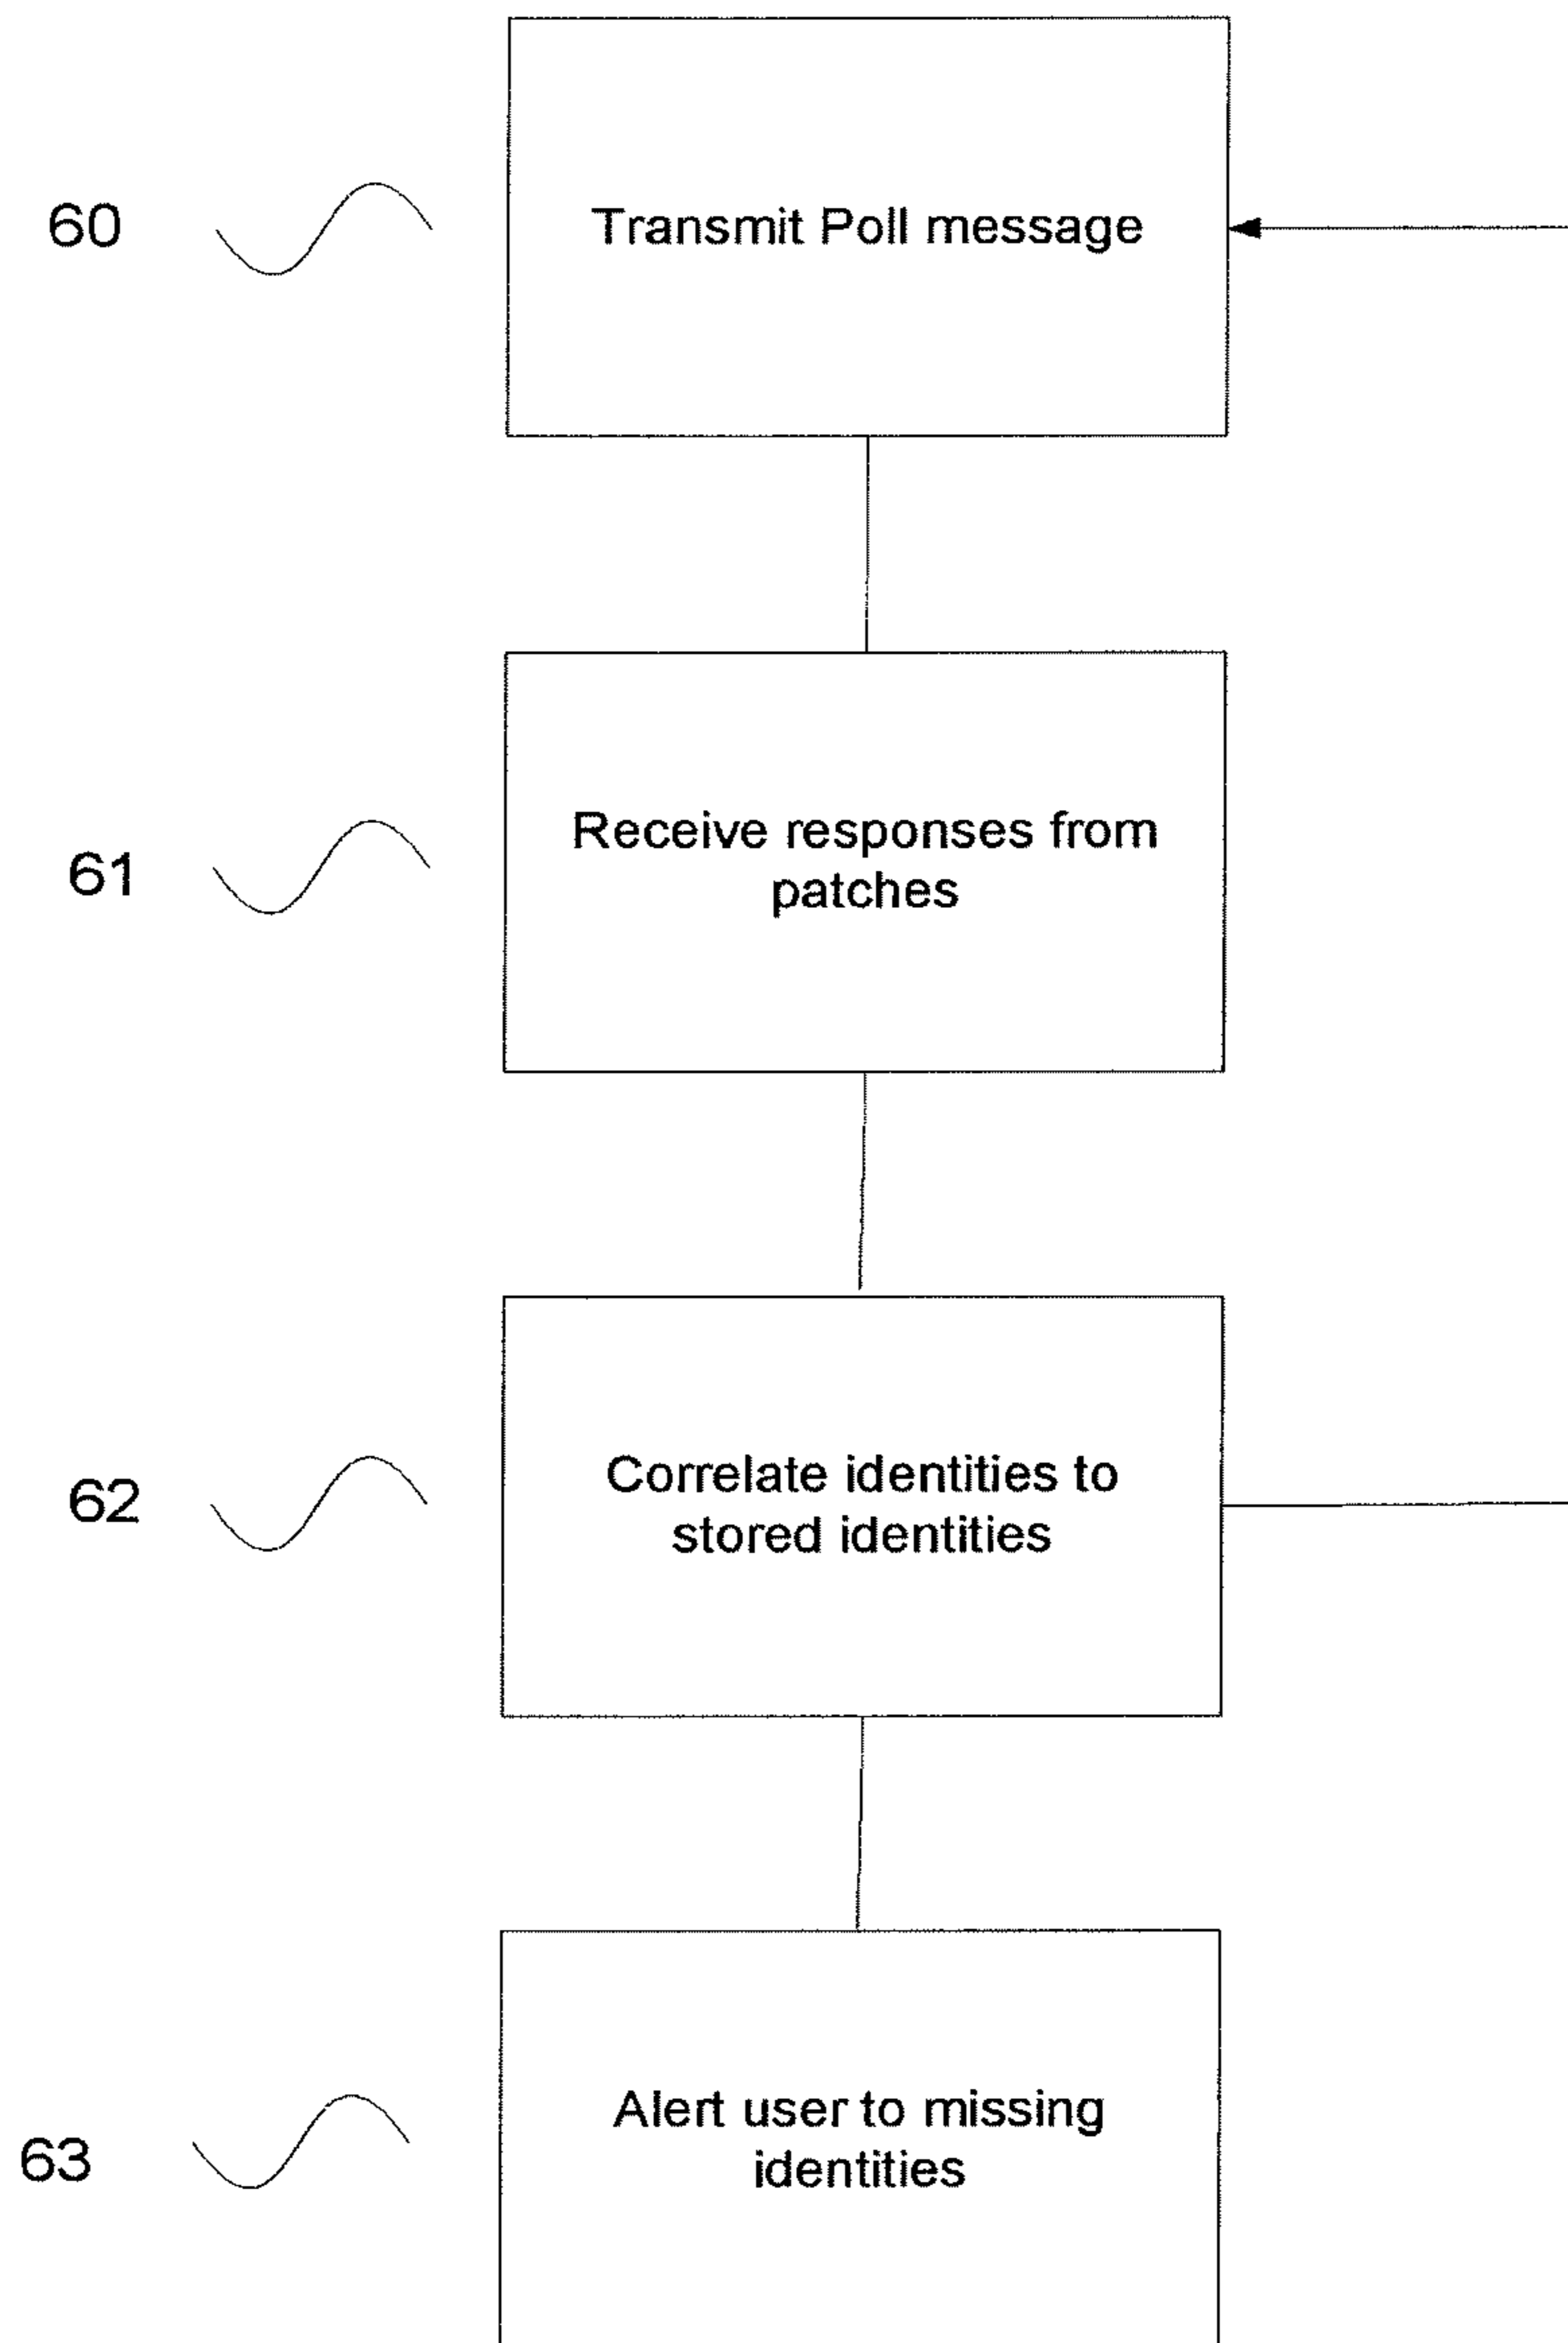 60
Transmit Poll message
61
Receive responses from
patches
62
Correlate identities to
stored identities
63
Alert user to missing
identities